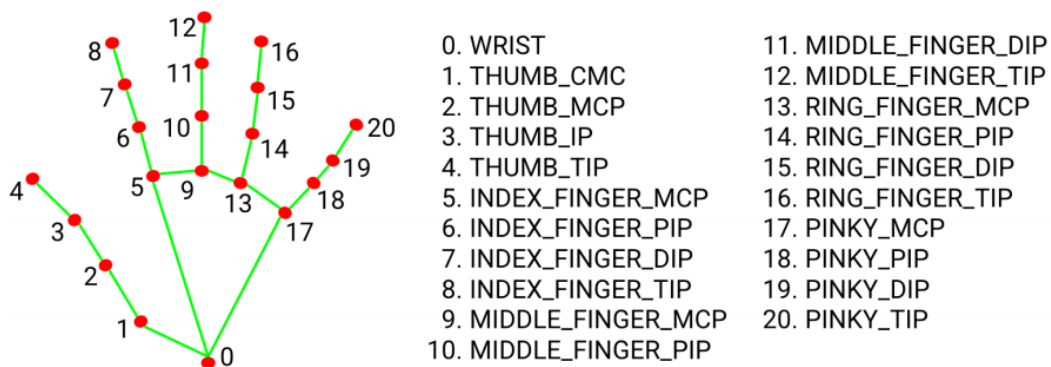 12
8
16
11
7
15
10
20
6
14
19
4
5
9
13
18
3
17
2
1
0
0. WRIST
1. THUMB_CMC
2. THUMB_MCP
3. THUMB_IP
4. THUMB_TIP
5. INDEX_FINGER_MCP
6. INDEX_FINGER_PIP
7. INDEX_FINGER_DIP
8. INDEX_FINGER_TIP
9. MIDDLE_FINGER_MCP
10. MIDDLE_FINGER_PIP
11. MIDDLE_FINGER_DIP
12. MIDDLE_FINGER_TIP
13. RING_FINGER_MCP
14. RING_FINGER_PIP
15. RING_FINGER_DIP
16. RING_FINGER_TIP
17. PINKY_MCP
18. PINKY_PIP
19. PINKY_DIP
20. PINKY_TIP